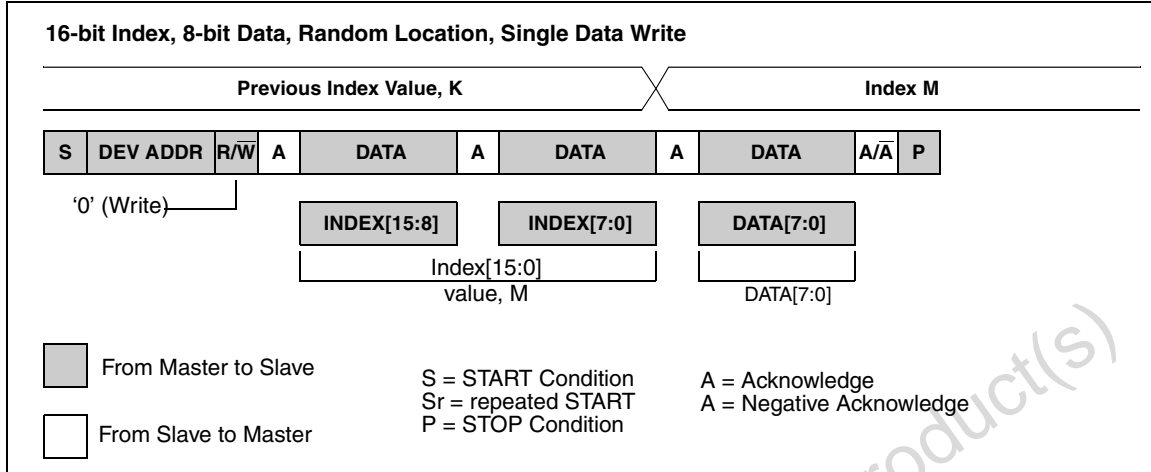 16-bit Index, 8-bit Data, Random Location, Single Data Write
Previous Index Value, K Index M
S DEV ADDR R/W̅ A DATA A DATA A DATA A/A̅ P
‘0’ (Write)
INDEX[15:8] INDEX[7:0] DATA[7:0]
Index[15:0]
value, M DATA[7:0]
From Master to Slave
From Slave to Master
S = START Condition
Sr = repeated START
P = STOP Condition
A = Acknowledge
A = Negative Acknowledge